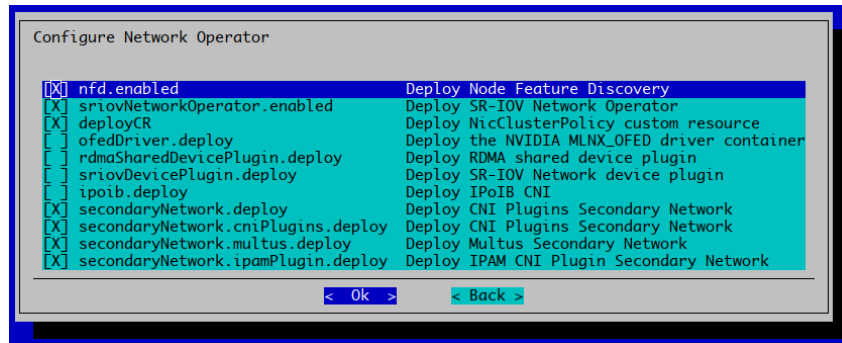 Configure Network Operator
[X] nfd.enabled Deploy Node Feature Discovery
[X] sriovNetworkOperator.enabled Deploy SR-IOV Network Operator
[X] deployCR Deploy NicClusterPolicy custom resource
[ ] ofedDriver.deploy Deploy the NVIDIA MLNX_OFED driver container
[ ] rdmaSharedDevicePlugin.deploy Deploy RDMA shared device plugin
[ ] sriovDevicePlugin.deploy Deploy SR-IOV Network device plugin
[ ] ipoib.deploy Deploy IPoIB CNI
[X] secondaryNetwork.deploy Deploy CNI Plugins Secondary Network
[X] secondaryNetwork.cniPlugins.deploy Deploy CNI Plugins Secondary Network
[X] secondaryNetwork.multus.deploy Deploy Multus Secondary Network
[X] secondaryNetwork.ipamPlugin.deploy Deploy IPAM CNI Plugin Secondary Network
< Ok > < Back >